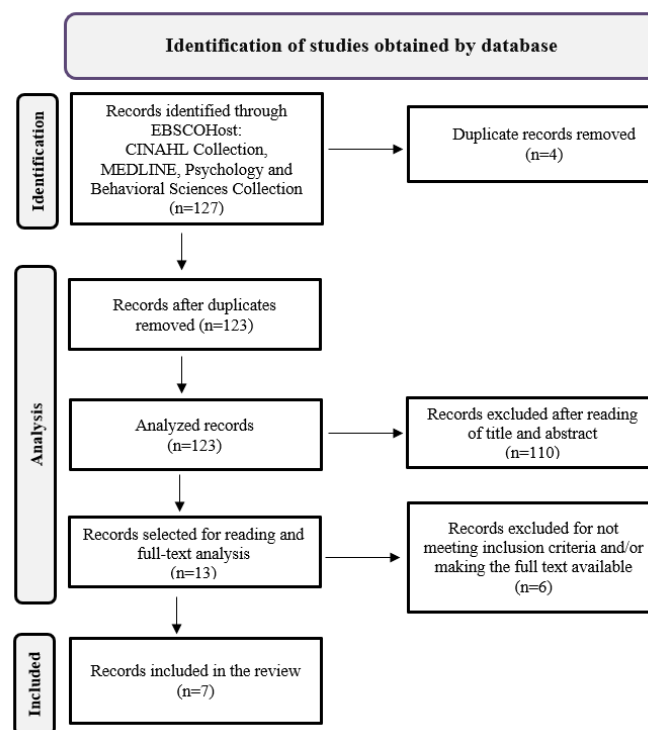 Identification of studies obtained by database
Identification
Records identified through
EBSCOHost:
CINAHL Collection,
MEDLINE, Psychology and
Behavioral Sciences Collection
(n=127)
Duplicate records removed
(n=4)
Analysis
Records after duplicates
removed (n=123)
Analyzed records
(n=123)
Records excluded after reading
of title and abstract
(n=110)
Records selected for reading and
full-text analysis
(n=13)
Records excluded for not
meeting inclusion criteria and/or
making the full text available
(n=6)
Included
Records included in the review
(n=7)